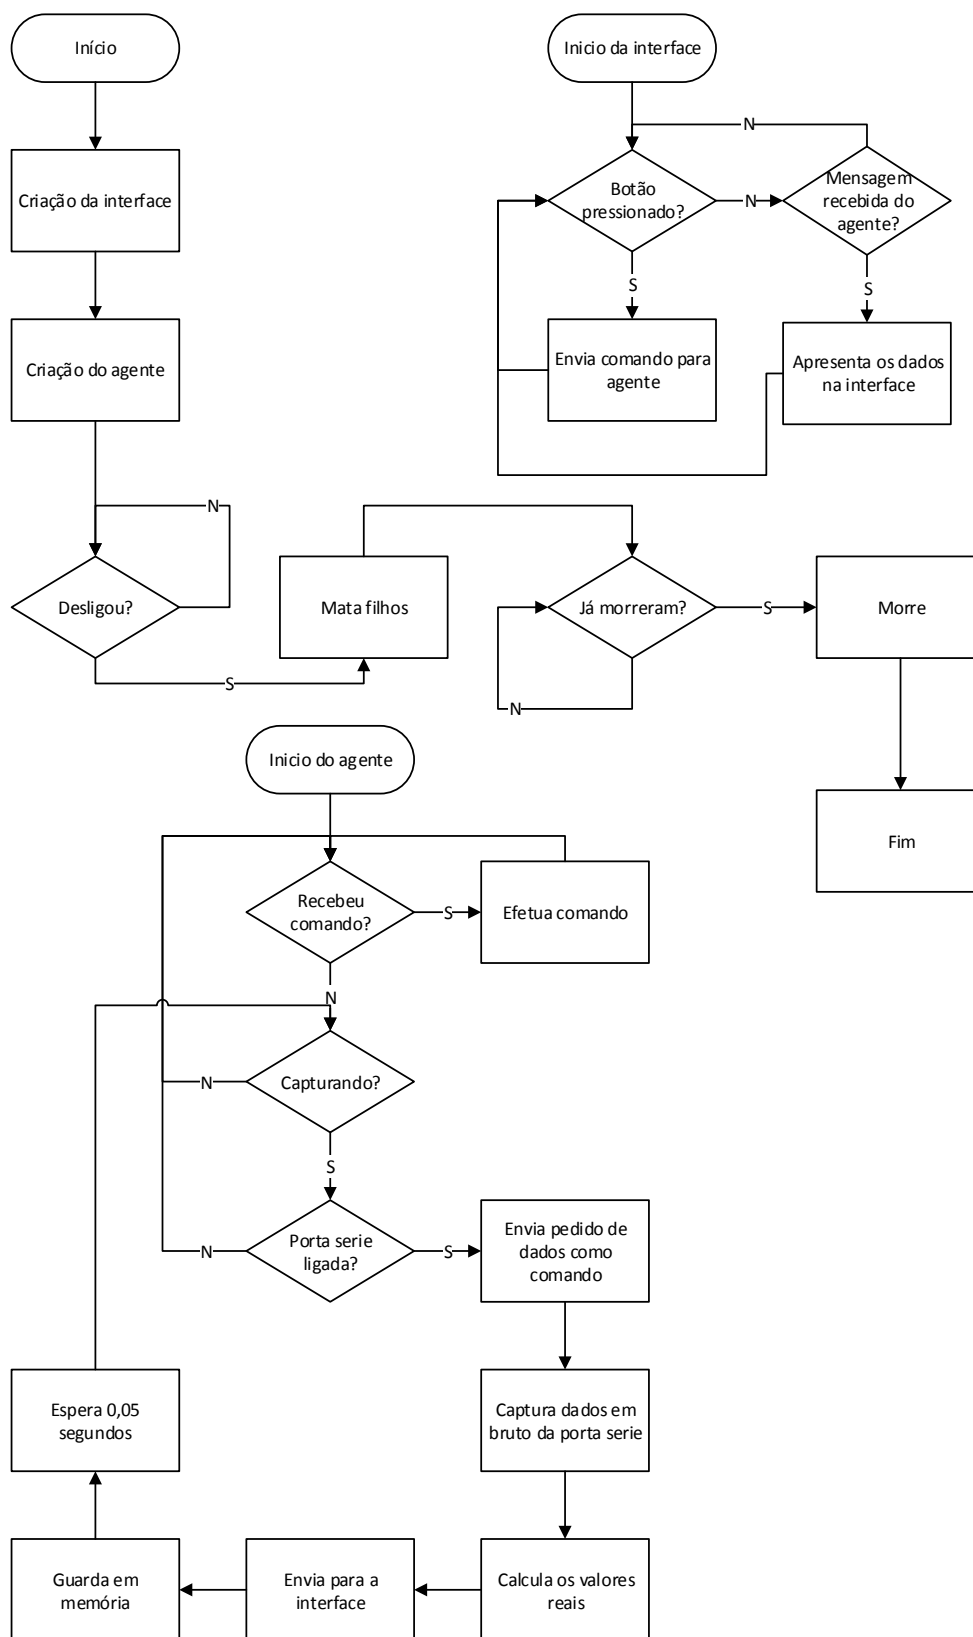 Início
Criação da interface
Criação do agente
Desligou?
N
S
Mata filhos
Já morreram?
N
S
Morre
Fim
Inicio da interface
Botão
pressionado?
N
S
Envia comando para
agente
Mensagem
recebida do
agente?
N
S
Apresenta os dados
na interface
Inicio do agente
Recebeu
comando?
S
Efetua comando
N
Capturando?
N
S
Porta serie
ligada?
N
S
Envia pedido de
dados como
comando
Captura dados em
bruto da porta serie
Calcula os valores
reais
Envia para a
interface
Guarda em
memória
Espera 0,05
segundos